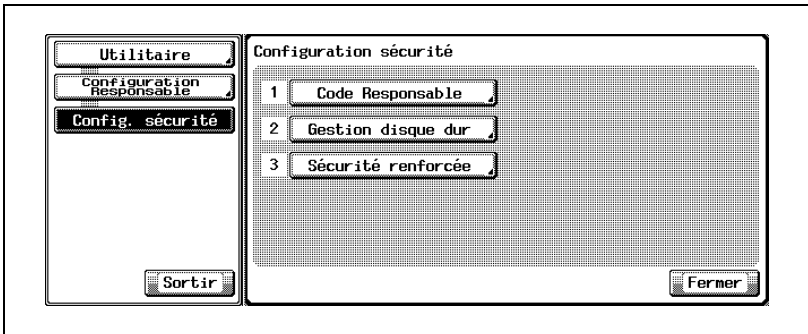 Utilitaire
Configuration
Responsable
Config. sécurité
Sortir
Configuration sécurité
1 Code Responsable
2 Gestion disque dur
3 Sécurité renforcée
Fermer